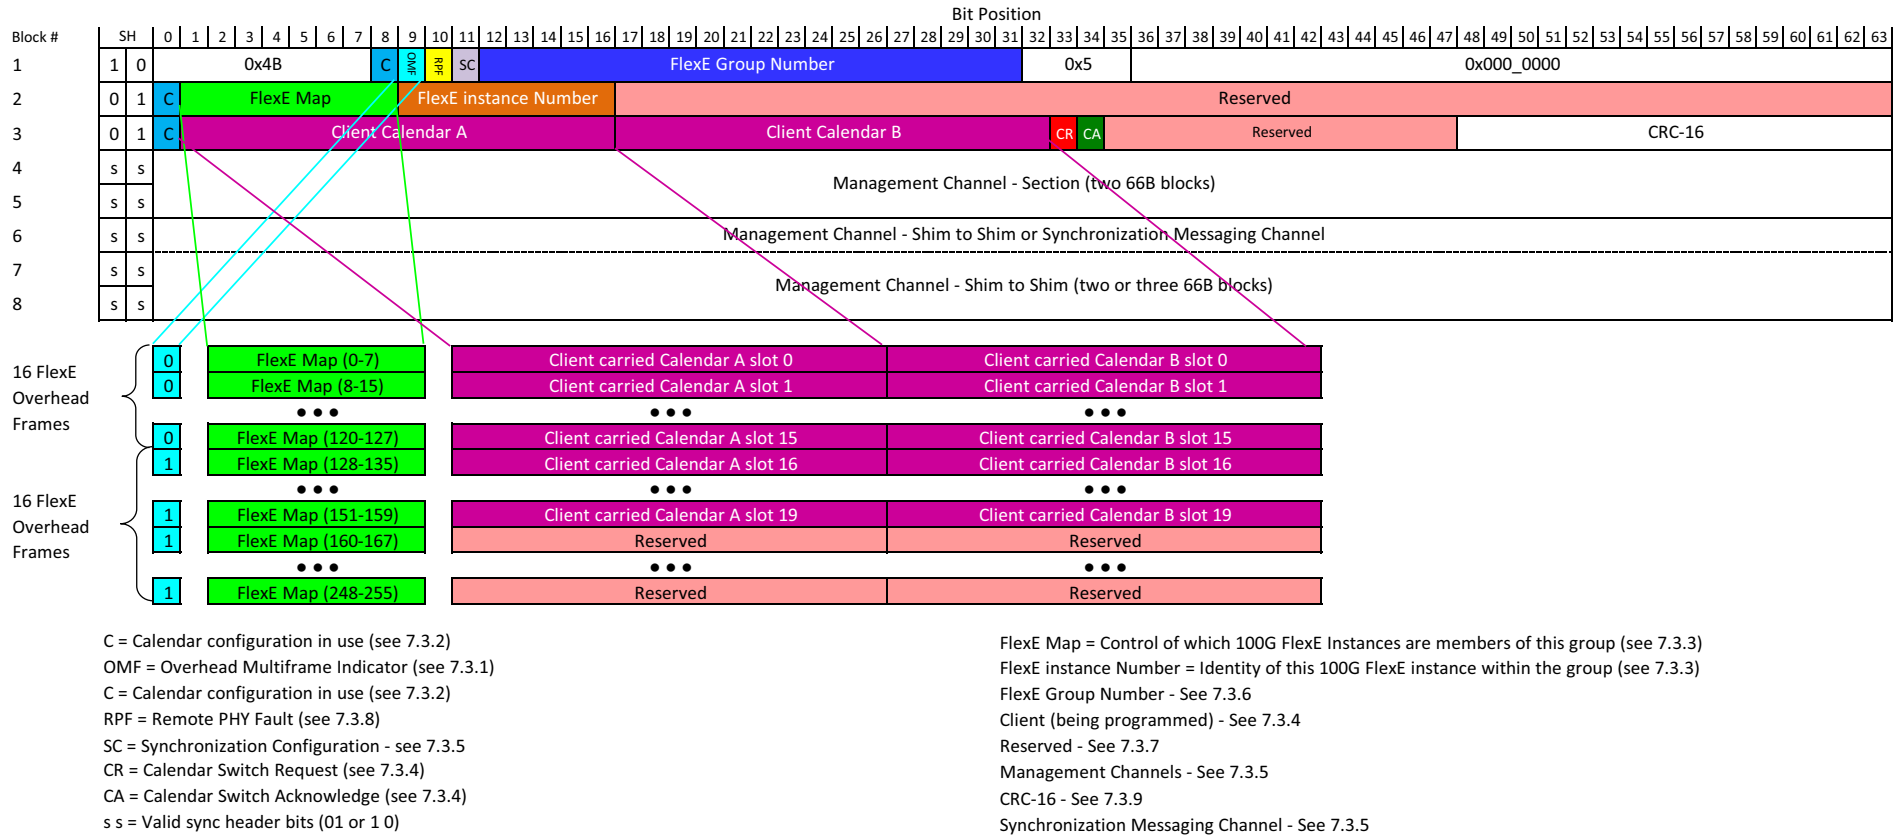 Bit Position
Block # SH 0 1 2 3 4 5 6 7 8 9 10 11 12 13 14 15 16 17 18 19 20 21 22 23 24 25 26 27 28 29 30 31 32 33 34 35 36 37 38 39 40 41 42 43 44 45 46 47 48 49 50 51 52 53 54 55 56 57 58 59 60 61 62 63
1 1 0 0x4B C OMF RPF SC FlexE Group Number 0x5 0x000_0000
2 0 1 C FlexE Map FlexE instance Number Reserved
3 0 1 C Client Calendar A Client Calendar B CR CA Reserved CRC-16
4 s s
Management Channel - Section (two 66B blocks)
5 s s
6 s s Management Channel - Shim to Shim or Synchronization Messaging Channel
7 s s
Management Channel - Shim to Shim (two or three 66B blocks)
8 s s
16 FlexE
Overhead
Frames
0 FlexE Map (0-7) Client carried Calendar A slot 0 Client carried Calendar B slot 0
0 FlexE Map (8-15) Client carried Calendar A slot 1 Client carried Calendar B slot 1
••• ••• •••
0 FlexE Map (120-127) Client carried Calendar A slot 15 Client carried Calendar B slot 15
16 FlexE
Overhead
Frames
1 FlexE Map (128-135) Client carried Calendar A slot 16 Client carried Calendar B slot 16
••• ••• •••
1 FlexE Map (151-159) Client carried Calendar A slot 19 Client carried Calendar B slot 19
1 FlexE Map (160-167) Reserved Reserved
••• ••• •••
1 FlexE Map (248-255) Reserved Reserved
C = Calendar configuration in use (see 7.3.2)
OMF = Overhead Multiframe Indicator (see 7.3.1)
C = Calendar configuration in use (see 7.3.2)
RPF = Remote PHY Fault (see 7.3.8)
SC = Synchronization Configuration - see 7.3.5
CR = Calendar Switch Request (see 7.3.4)
CA = Calendar Switch Acknowledge (see 7.3.4)
s s = Valid sync header bits (01 or 1 0)
FlexE Map = Control of which 100G FlexE Instances are members of this group (see 7.3.3)
FlexE instance Number = Identity of this 100G FlexE instance within the group (see 7.3.3)
FlexE Group Number - See 7.3.6
Client (being programmed) - See 7.3.4
Reserved - See 7.3.7
Management Channels - See 7.3.5
CRC-16 - See 7.3.9
Synchronization Messaging Channel - See 7.3.5